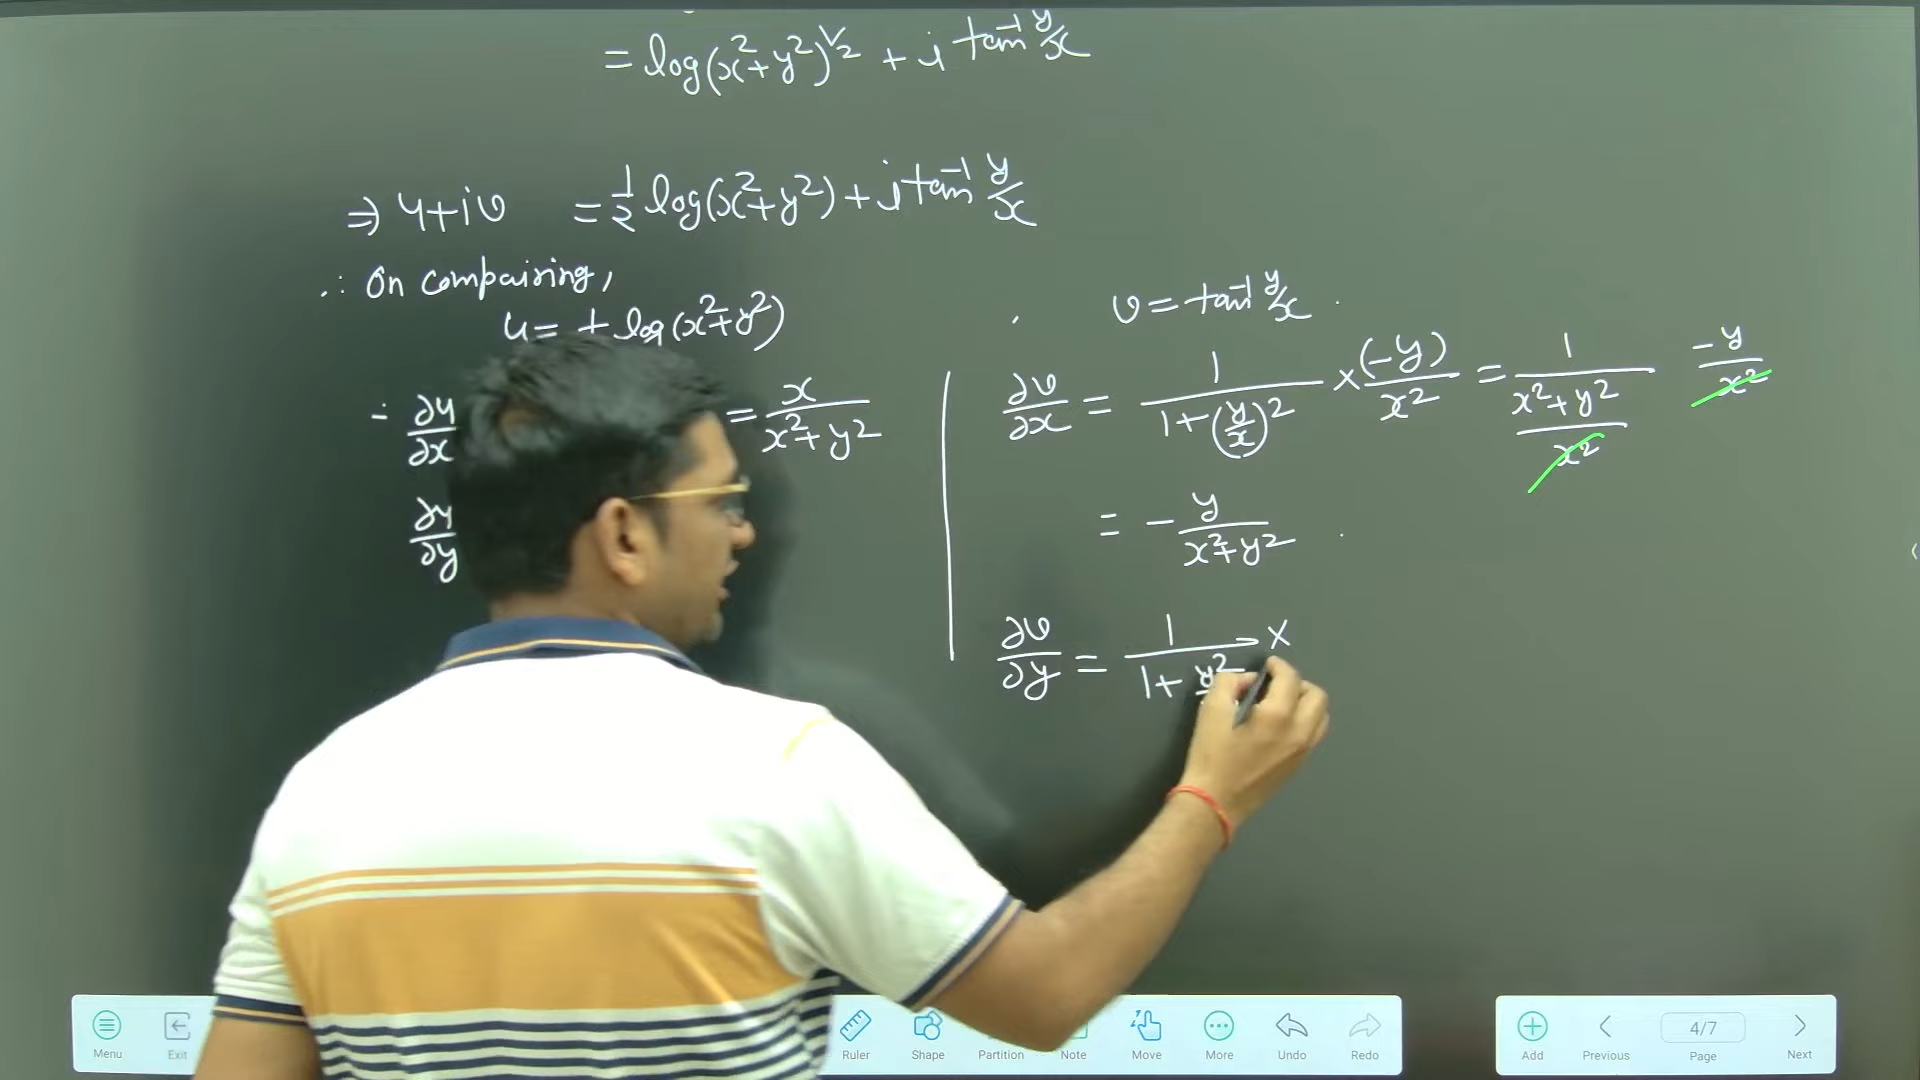 = log(x²+y²)^½ + i tan⁻¹ y/x
⇒ u+iv = 1/2 log(x²+y²) + i tan⁻¹ y/x
∴ On compairing,
u = 1 log(x²+y²)
v = tan⁻¹ y/x
∂u/∂x = x/(x²+y²)
∂v/∂x = 1/(1+(y/x)²) × (-y)/x² = 1/((x²+y²)/x²) -y/x²
= - y/(x²+y²)
∂u/∂y
∂v/∂y = 1/(1+ y² ×
Menu
Exit
Ruler
Shape
Partition
Note
Move
More
Undo
Redo
Add
Previous
4/7
Page
Next